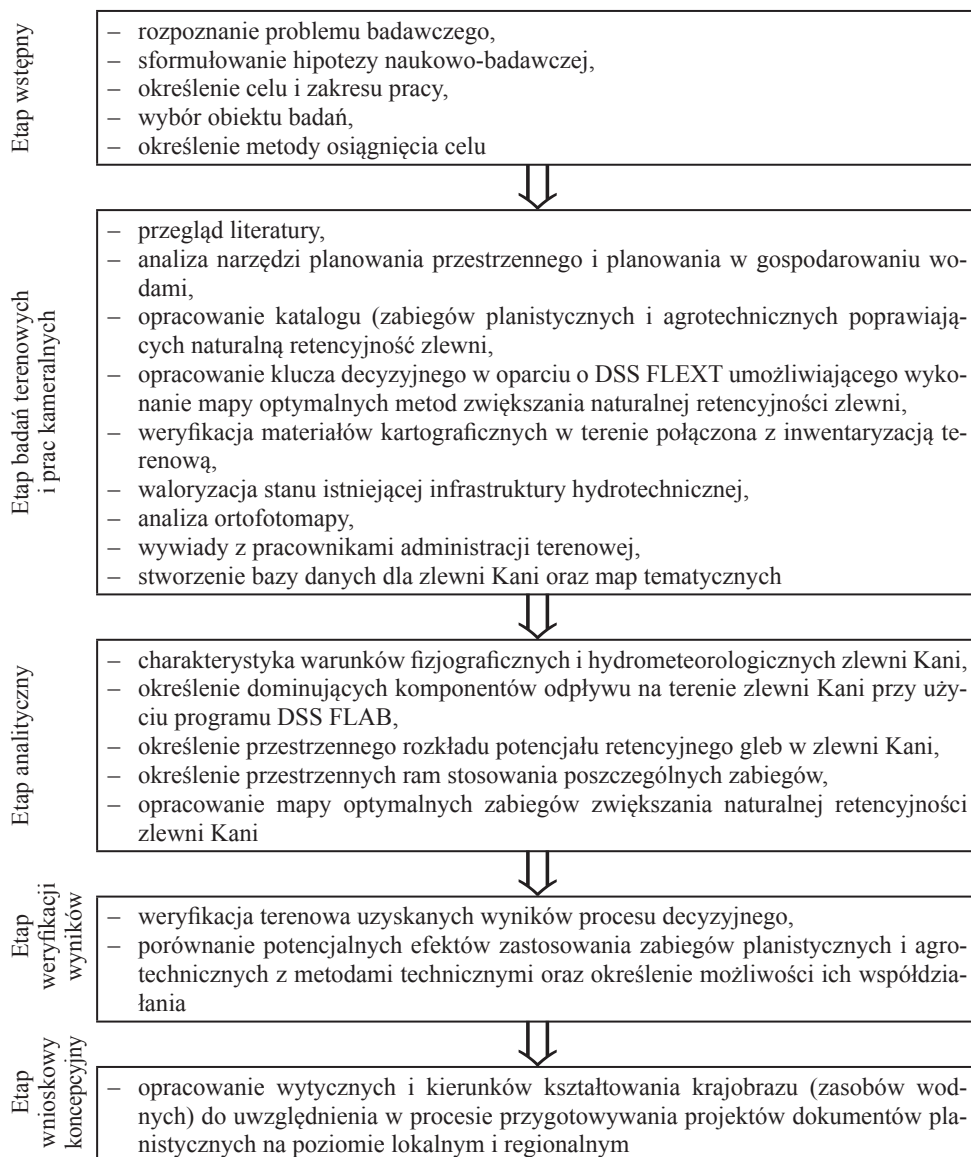 Etap wstępny
– rozpoznanie problemu badawczego,
– sformułowanie hipotezy naukowo-badawczej,
– określenie celu i zakresu pracy,
– wybór obiektu badań,
– określenie metody osiągnięcia celu
Etap badań terenowych
i prac kameralnych
– przegląd literatury,
– analiza narzędzi planowania przestrzennego i planowania w gospodarowaniu wo-
dami,
– opracowanie katalogu (zabiegów planistycznych i agrotechnicznych poprawiają-
cych naturalną retencyjność zlewni,
– opracowanie klucza decyzyjnego w oparciu o DSS FLEXT umożliwiającego wyko-
nanie mapy optymalnych metod zwiększania naturalnej retencyjności zlewni,
– weryfikacja materiałów kartograficznych w terenie połączona z inwentaryzacją te-
renową,
– waloryzacja stanu istniejącej infrastruktury hydrotechnicznej,
– analiza ortofotomapy,
– wywiady z pracownikami administracji terenowej,
– stworzenie bazy danych dla zlewni Kani oraz map tematycznych
Etap analityczny
– charakterystyka warunków fizjograficznych i hydrometeorologicznych zlewni Kani,
– określenie dominujących komponentów odpływu na terenie zlewni Kani przy uży-
ciu programu DSS FLAB,
– określenie przestrzennego rozkładu potencjału retencyjnego gleb w zlewni Kani,
– określenie przestrzennych ram stosowania poszczególnych zabiegów,
– opracowanie mapy optymalnych zabiegów zwiększania naturalnej retencyjności
zlewni Kani
Etap
weryfikacji
wyników
– weryfikacja terenowa uzyskanych wyników procesu decyzyjnego,
– porównanie potencjalnych efektów zastosowania zabiegów planistycznych i agro-
technicznych z metodami technicznymi oraz określenie możliwości ich współdzia-
łania
Etap
wnioskowy
koncepcyjny
– opracowanie wytycznych i kierunków kształtowania krajobrazu (zasobów wod-
nych) do uwzględnienia w procesie przygotowywania projektów dokumentów pla-
nistycznych na poziomie lokalnym i regionalnym